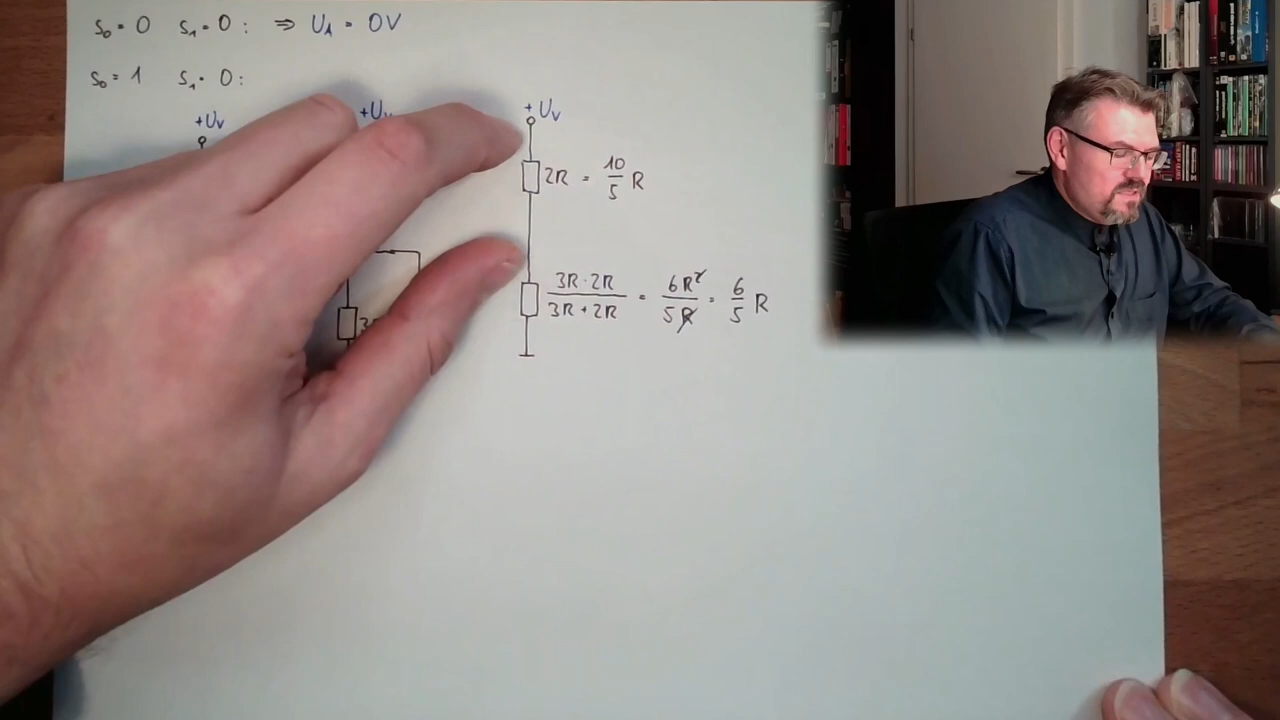 S₀ = 0 S₁ = 0 : ⇒ U_A = 0V
S₀ = 1 S₁ = 0 :
+U_V
+U_V
+U_V
2R = 10/5 R
3R · 2R / 3R + 2R = 6R² / 5R = 6/5 R